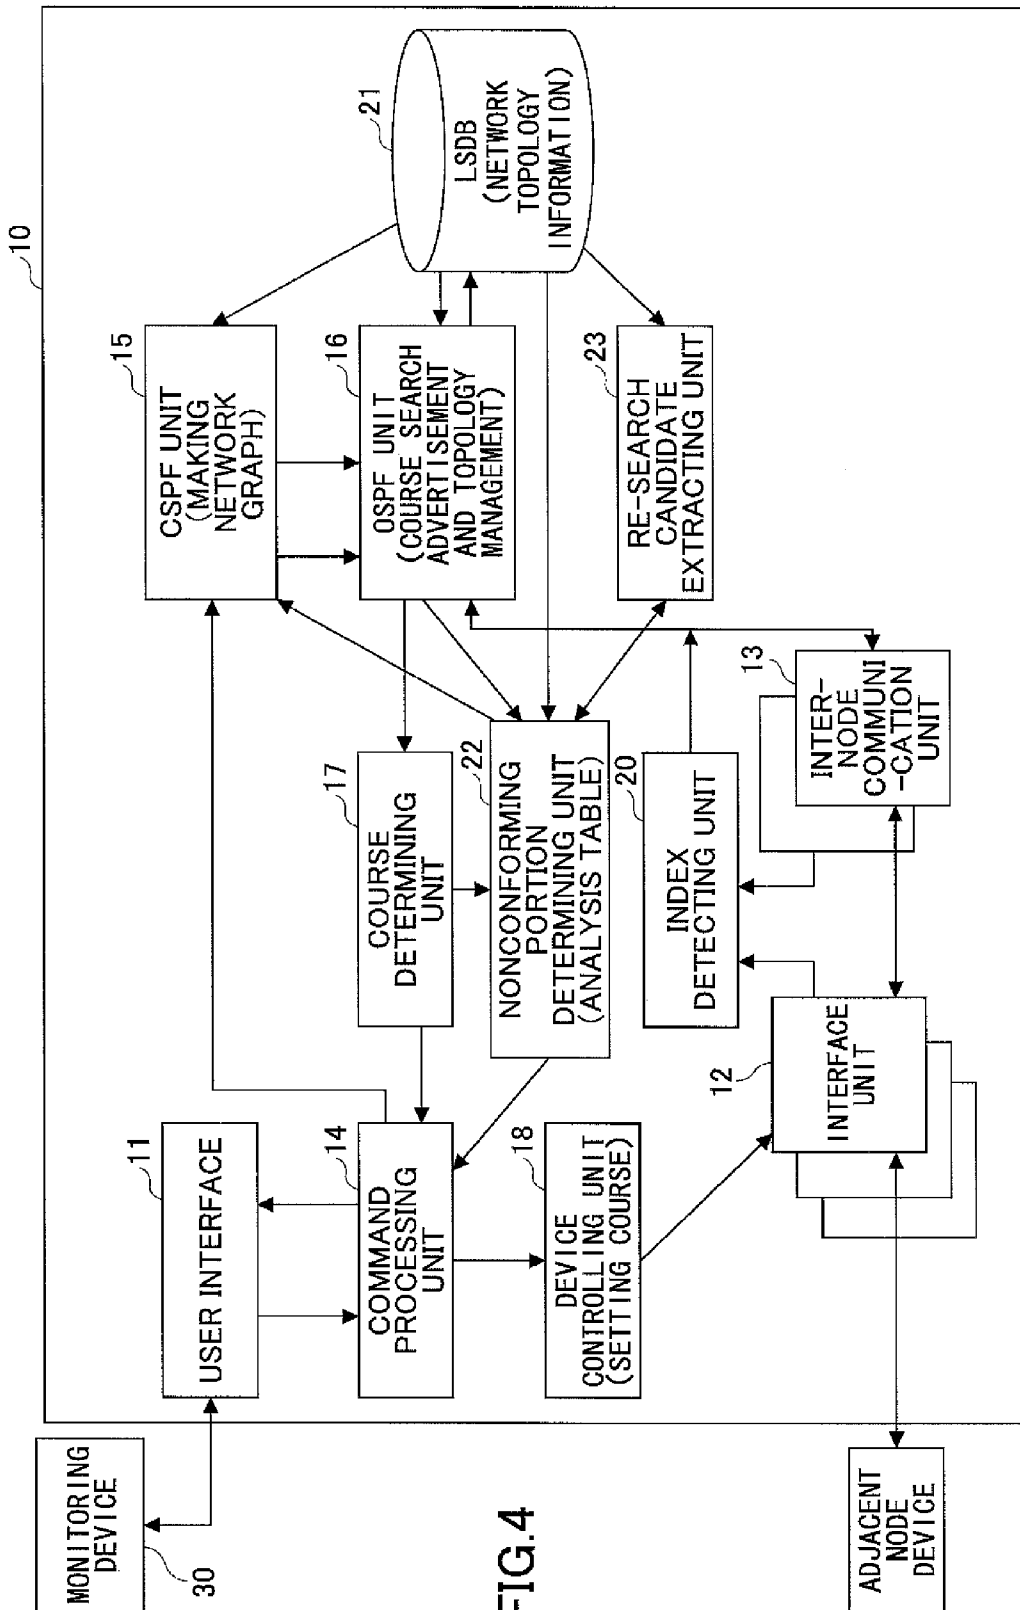 FIG.4
10
MONITORING
DEVICE
30
11
USER INTERFACE
14
COMMAND
PROCESSING
UNIT
18
DEVICE
CONTROLLING UNIT
(SETTING COURSE)
12
INTERFACE
UNIT
ADJACENT
NODE
DEVICE
17
COURSE
DETERMINING
UNIT
22
NONCONFORMING
PORTION
DETERMINING UNIT
(ANALYSIS TABLE)
20
INDEX
DETECTING UNIT
13
INTER-
NODE
COMMUNI
-CATION
UNIT
15
CSPF UNIT
(MAKING
NETWORK
GRAPH)
16
OSPF UNIT
(COURSE SEARCH
ADVERTISEMENT
AND TOPOLOGY
MANAGEMENT)
23
RE-SEARCH
CANDIDATE
EXTRACTING UNIT
21
LSDB
(NETWORK
TOPOLOGY
INFORMATION)